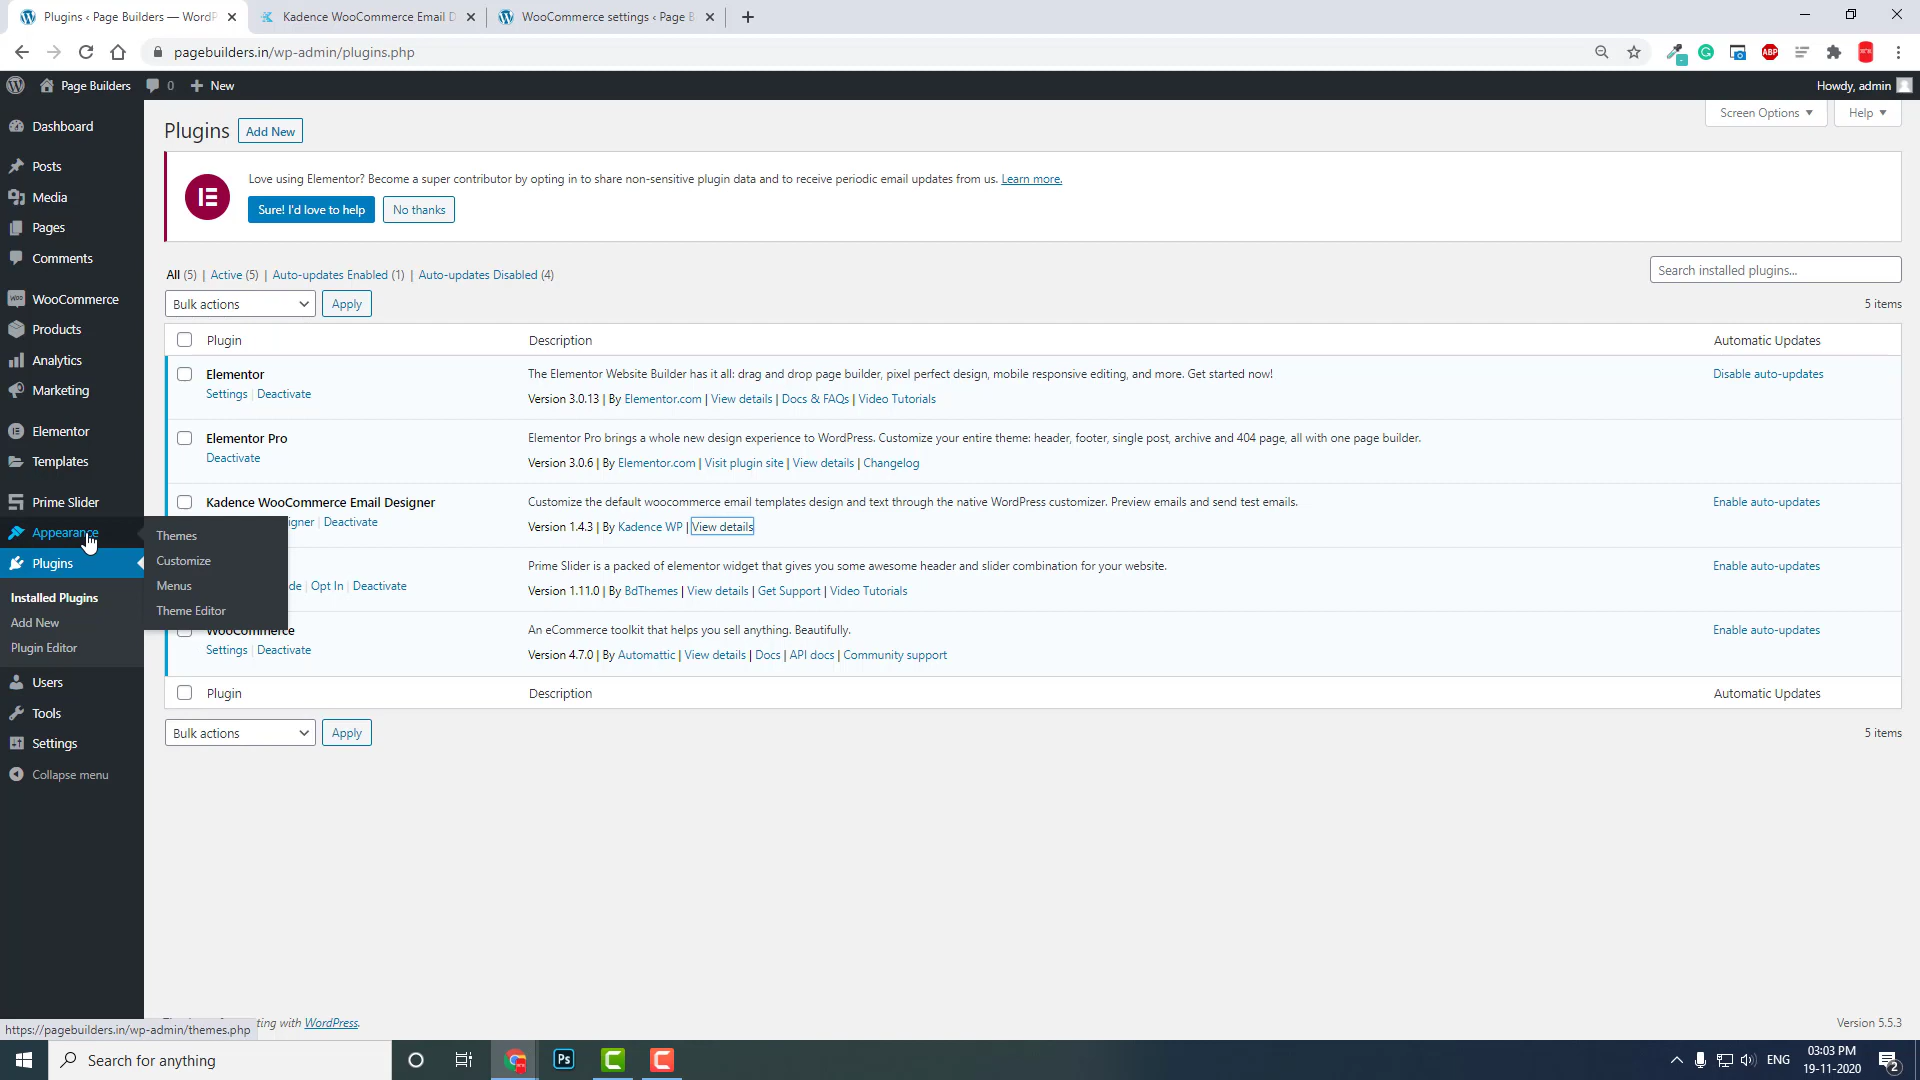 Plugins ‹ Page Builders — WordP
Kadence WooCommerce Email D
WooCommerce settings ‹ Page B
pagebuilders.in/wp-admin/plugins.php
ABP
Page Builders
0
New
Howdy, admin
Dashboard
Posts
Media
Pages
Comments
WooCommerce
Products
Analytics
Marketing
Elementor
Templates
Prime Slider
Appearance
Plugins
Installed Plugins
Add New
Plugin Editor
Users
Tools
Settings
Collapse menu
Themes
Customize
Menus
Theme Editor
Plugins
Add New
Screen Options
Help
Love using Elementor? Become a super contributor by opting in to share non-sensitive plugin data and to receive periodic email updates from us. Learn more.
Sure! I'd love to help
No thanks
All (5) | Active (5) | Auto-updates Enabled (1) | Auto-updates Disabled (4)
Search installed plugins...
Bulk actions
Apply
5 items
Plugin
Description
Automatic Updates
Elementor
Settings | Deactivate
The Elementor Website Builder has it all: drag and drop page builder, pixel perfect design, mobile responsive editing, and more. Get started now!
Version 3.0.13 | By Elementor.com | View details | Docs & FAQs | Video Tutorials
Disable auto-updates
Elementor Pro
Deactivate
Elementor Pro brings a whole new design experience to WordPress. Customize your entire theme: header, footer, single post, archive and 404 page, all with one page builder.
Version 3.0.6 | By Elementor.com | Visit plugin site | View details | Changelog
Kadence WooCommerce Email Designer
igner | Deactivate
Customize the default woocommerce email templates design and text through the native WordPress customizer. Preview emails and send test emails.
Version 1.4.3 | By Kadence WP | View details
Enable auto-updates
de | Opt In | Deactivate
Prime Slider is a packed of elementor widget that gives you some awesome header and slider combination for your website.
Version 1.11.0 | By BdThemes | View details | Get Support | Video Tutorials
Enable auto-updates
WooCommerce
Settings | Deactivate
An eCommerce toolkit that helps you sell anything. Beautifully.
Version 4.7.0 | By Automattic | View details | Docs | API docs | Community support
Enable auto-updates
Plugin
Description
Automatic Updates
Bulk actions
Apply
5 items
ting with WordPress.
Version 5.5.3
https://pagebuilders.in/wp-admin/themes.php
Search for anything
Ps
ENG
03:03 PM
19-11-2020
2